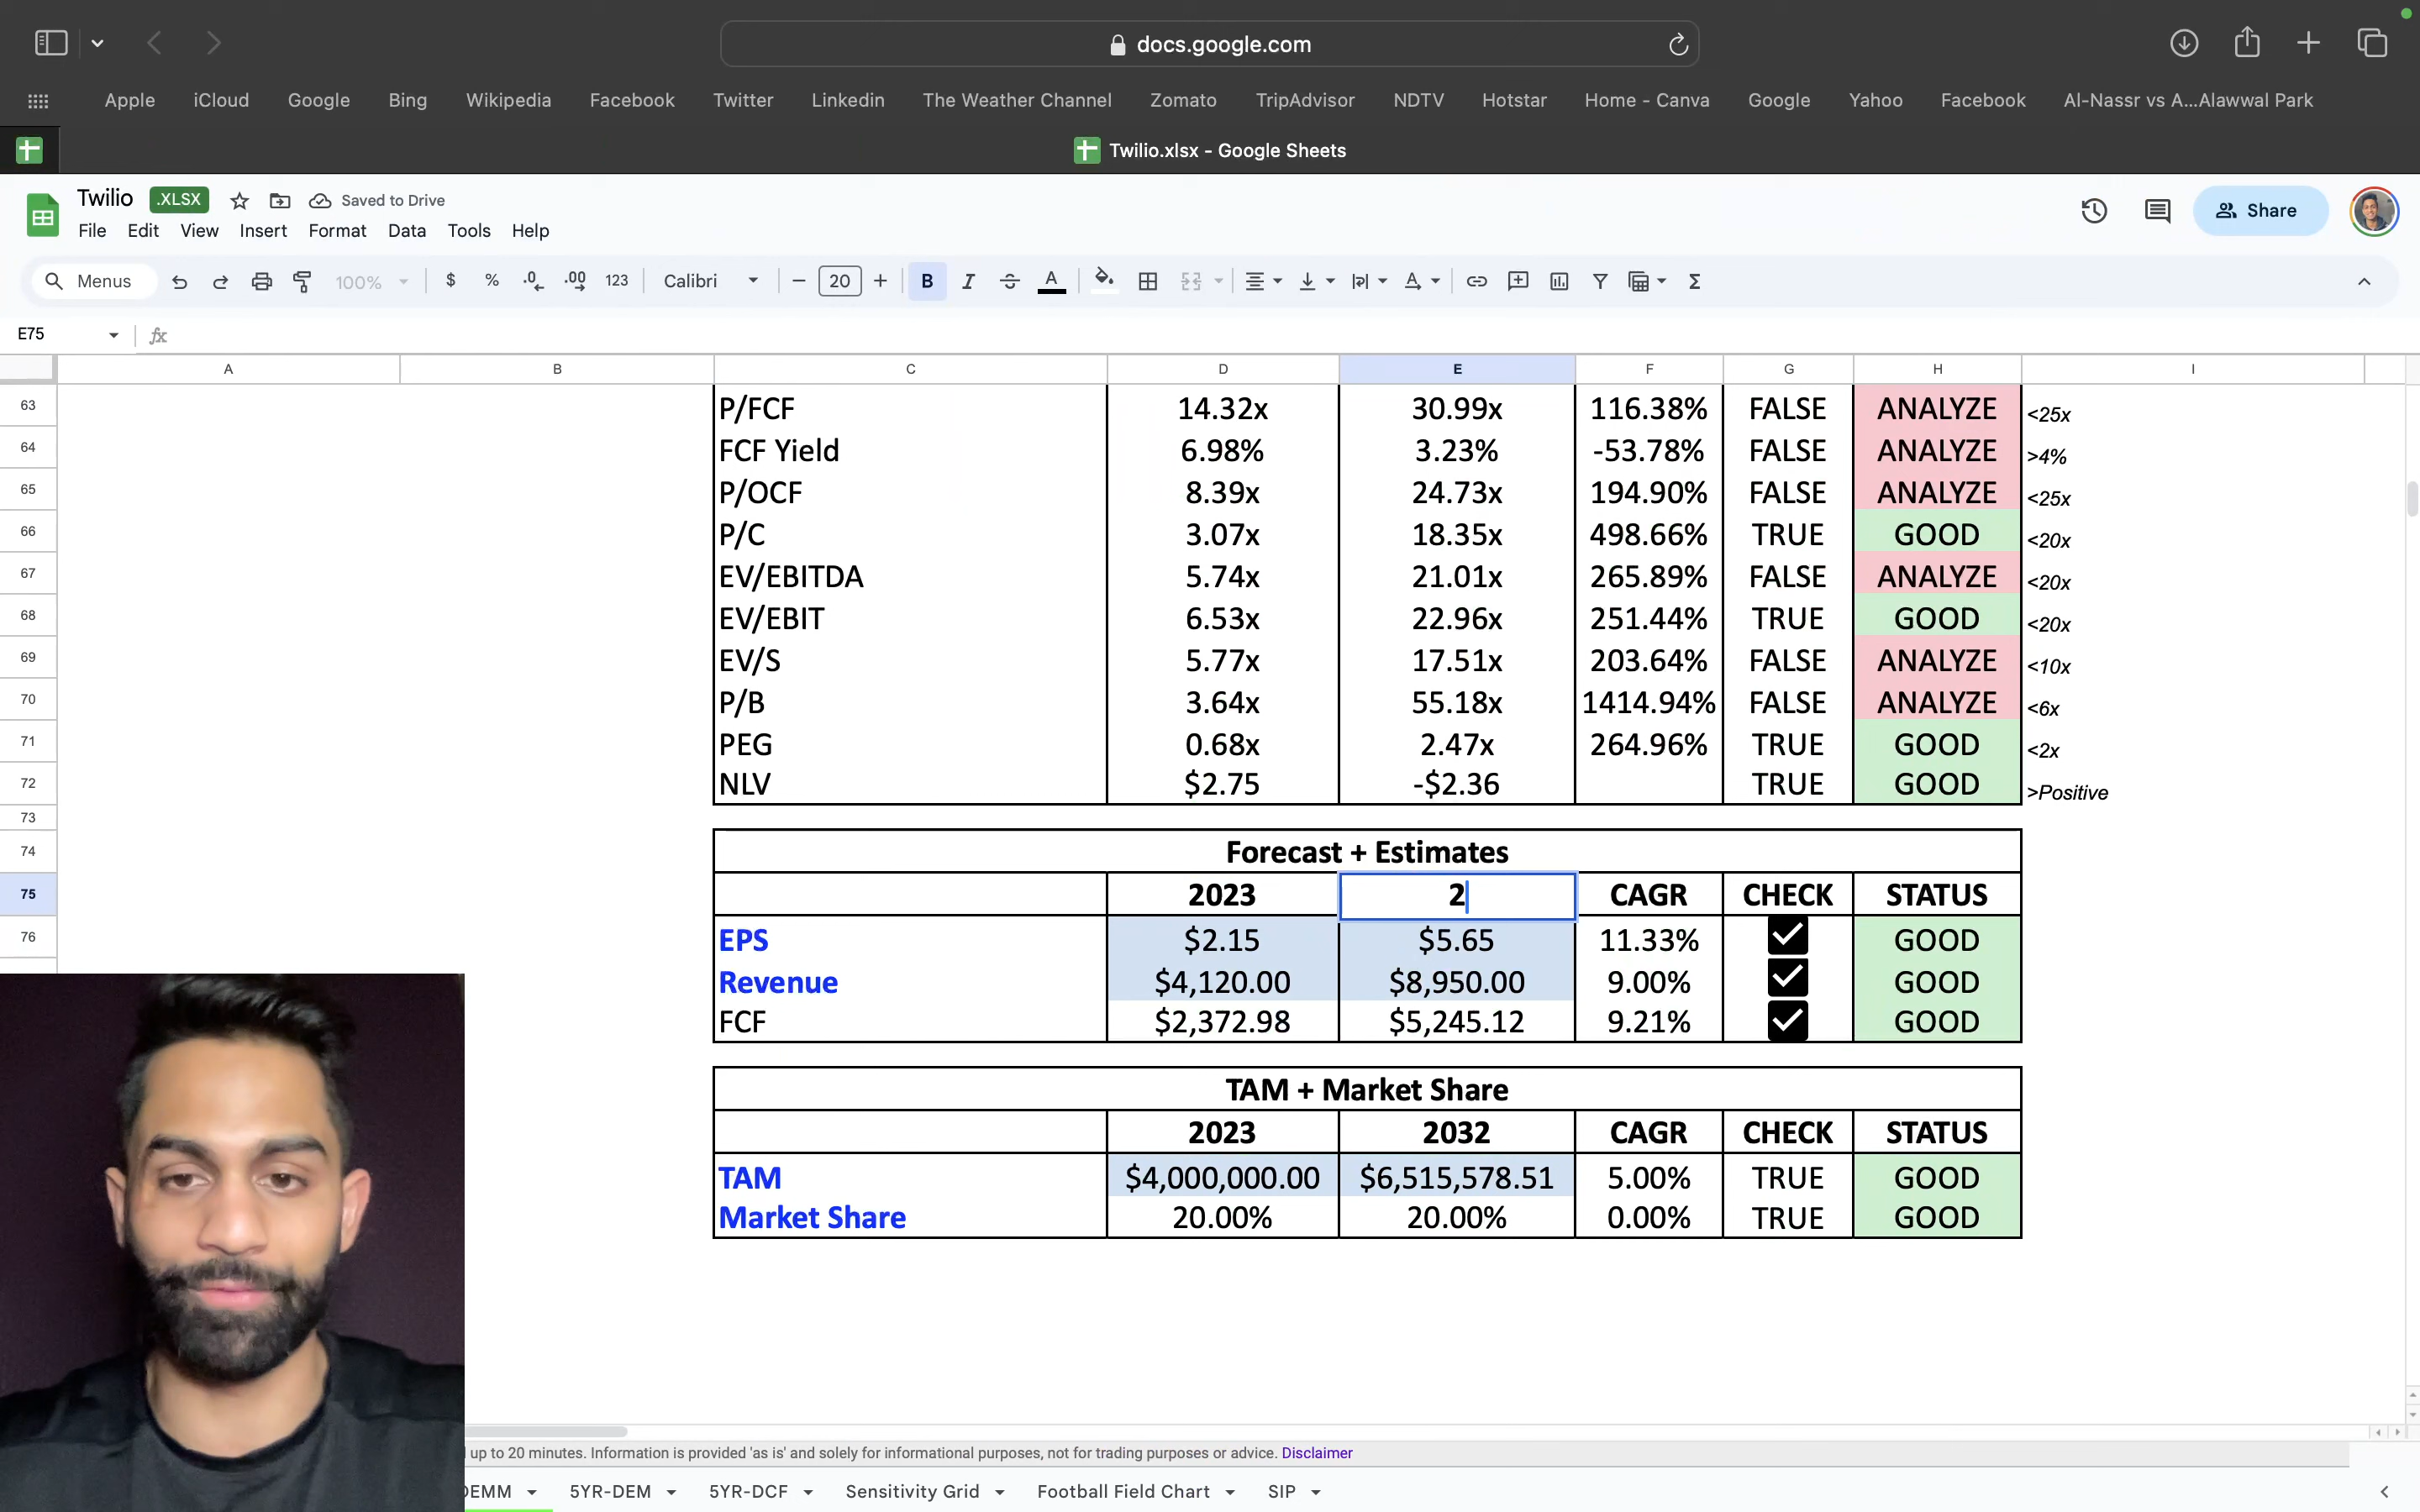 docs.google.com
Apple iCloud Google Bing Wikipedia Facebook Twitter Linkedin The Weather Channel Zomato TripAdvisor NDTV Hotstar Home - Canva Google Yahoo Facebook Al-Nassr vs A...Alawwal Park
Twilio.xlsx - Google Sheets
Twilio .XLSX Saved to Drive
File Edit View Insert Format Data Tools Help
Share
Menus 100% $ % .0 .00 123 Calibri 20 B I S A
E75 fx
A B C D E F G H I
63 P/FCF 14.32x 30.99x 116.38% FALSE ANALYZE <25x
64 FCF Yield 6.98% 3.23% -53.78% FALSE ANALYZE >4%
65 P/OCF 8.39x 24.73x 194.90% FALSE ANALYZE <25x
66 P/C 3.07x 18.35x 498.66% TRUE GOOD <20x
67 EV/EBITDA 5.74x 21.01x 265.89% FALSE ANALYZE <20x
68 EV/EBIT 6.53x 22.96x 251.44% TRUE GOOD <20x
69 EV/S 5.77x 17.51x 203.64% FALSE ANALYZE <10x
70 P/B 3.64x 55.18x 1414.94% FALSE ANALYZE <6x
71 PEG 0.68x 2.47x 264.96% TRUE GOOD <2x
72 NLV $2.75 -$2.36 TRUE GOOD >Positive
73
74 Forecast + Estimates
75 2023 2 CAGR CHECK STATUS
76 EPS $2.15 $5.65 11.33% GOOD
Revenue $4,120.00 $8,950.00 9.00% GOOD
FCF $2,372.98 $5,245.12 9.21% GOOD
TAM + Market Share
2023 2032 CAGR CHECK STATUS
TAM $4,000,000.00 $6,515,578.51 5.00% TRUE GOOD
Market Share 20.00% 20.00% 0.00% TRUE GOOD
up to 20 minutes. Information is provided 'as is' and solely for informational purposes, not for trading purposes or advice. Disclaimer
DEMM 5YR-DEM 5YR-DCF Sensitivity Grid Football Field Chart SIP